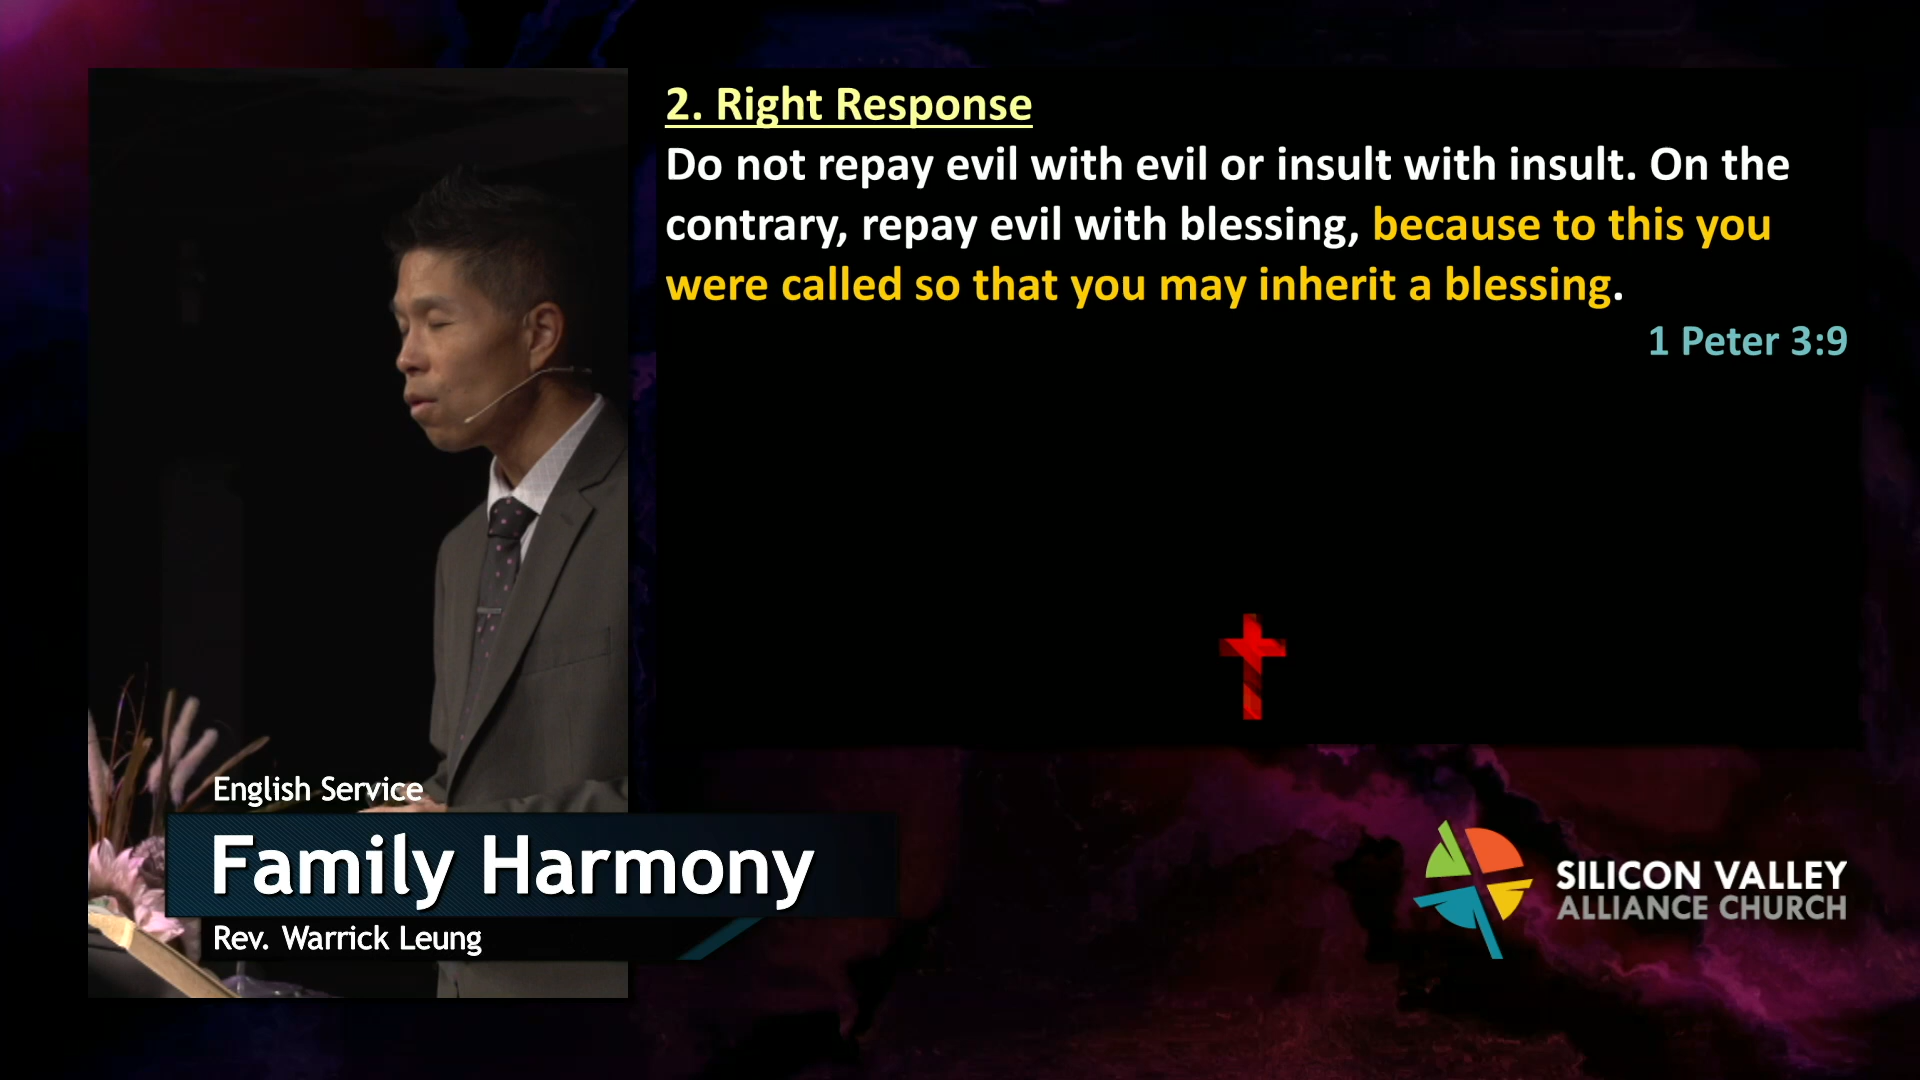 2. Right Response
Do not repay evil with evil or insult with insult. On the
contrary, repay evil with blessing, because to this you
were called so that you may inherit a blessing.
1 Peter 3:9
English Service
Family Harmony
Rev. Warrick Leung
SILICON VALLEY
ALLIANCE CHURCH